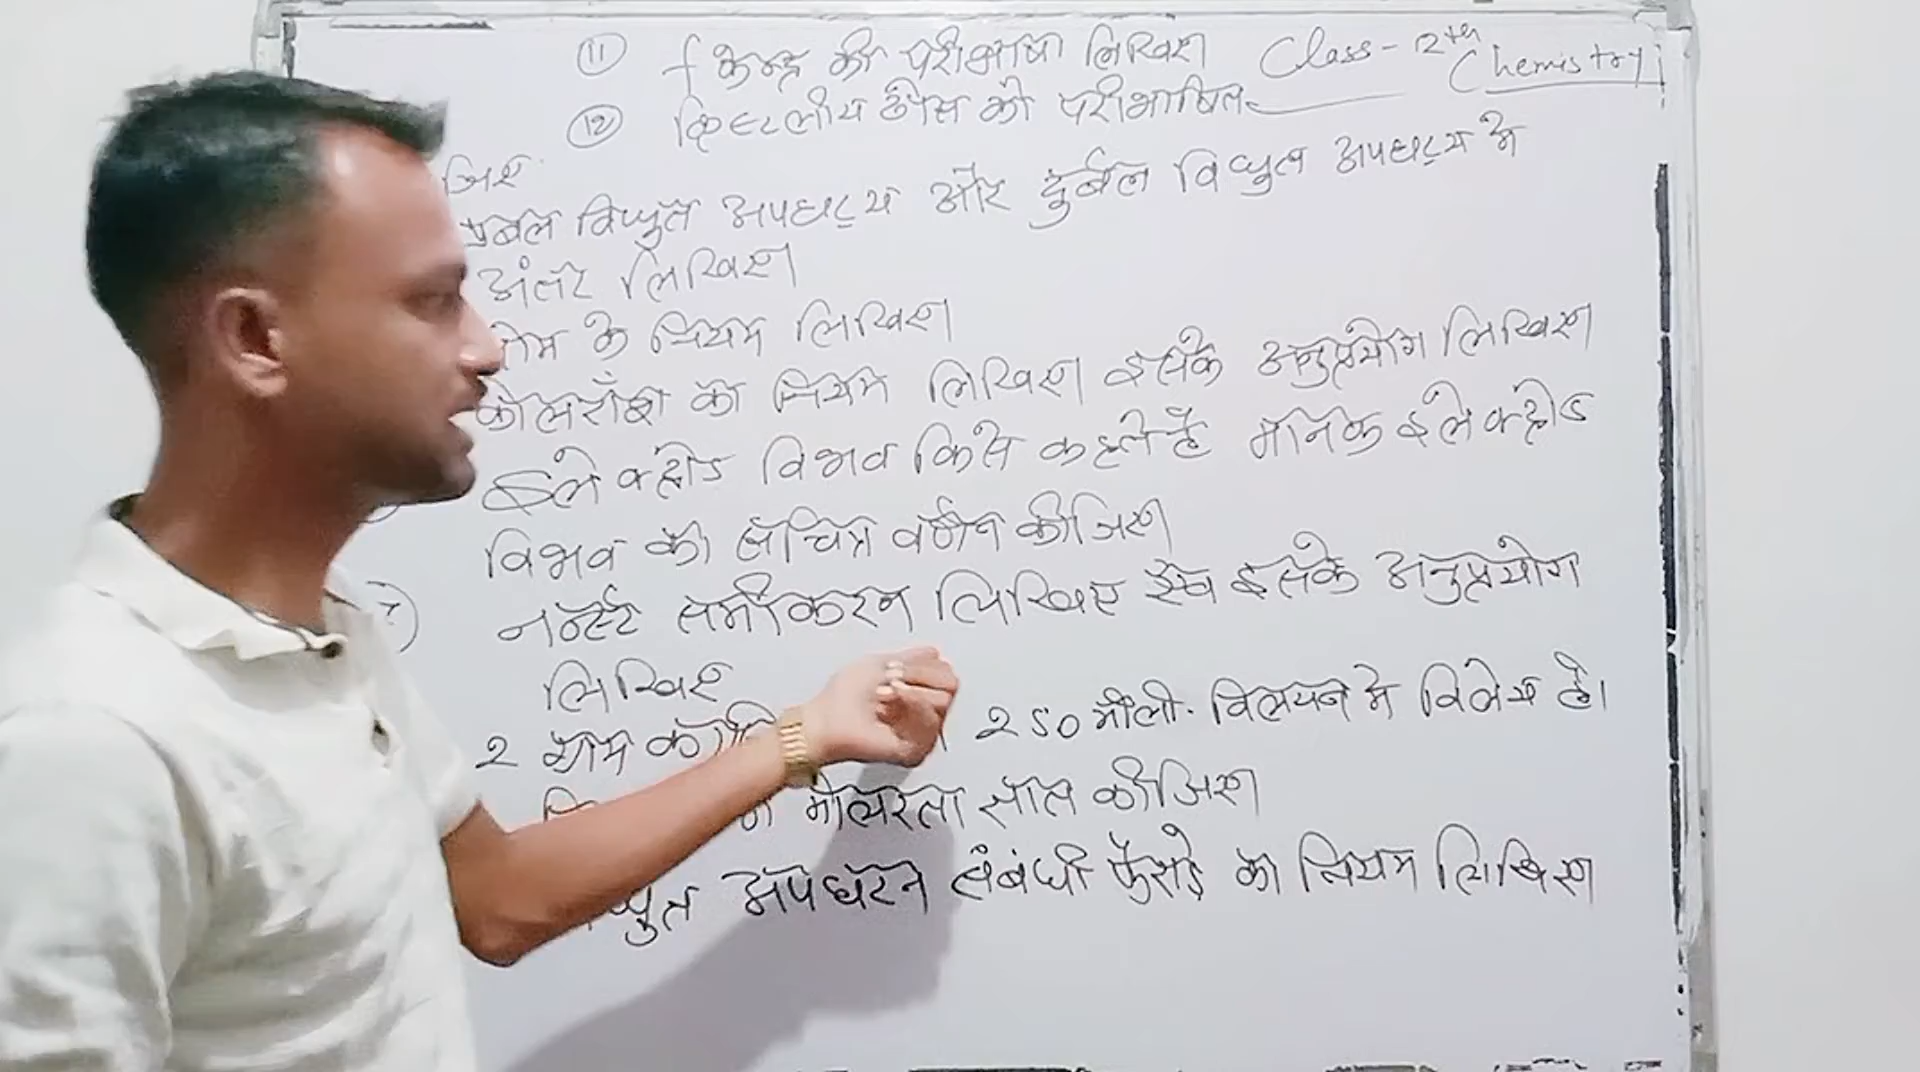 ⑪ f केन्द्र की परीभाषा लिखिए Class - 12th Chemistry
⑫ क्रिस्टलीय ठोस को परीभाषित
जिए
प्रबल विद्युत अपघट्य और दुर्बल विद्युत अपघट्य मे
अंतर लिखिए
के नियम लिखिए
कोलराँश का नियम लिखिए इसके अनुप्रयोग लिखिए
इलेक्ट्रोड विभव किसे कहते है मानक इलेक्ट्रोड
विभव का सचित्र वर्णन कीजिए
नर्न्स्ट समीकरन लिखिए इव इसके अनुप्रयोग
लिखिए
2 ग्राम 250 मीली. विलयन मे विलेय है।
मोलरता ज्ञात कीजिए
अपघटन संबंधी फैराडे का नियम लिखिए